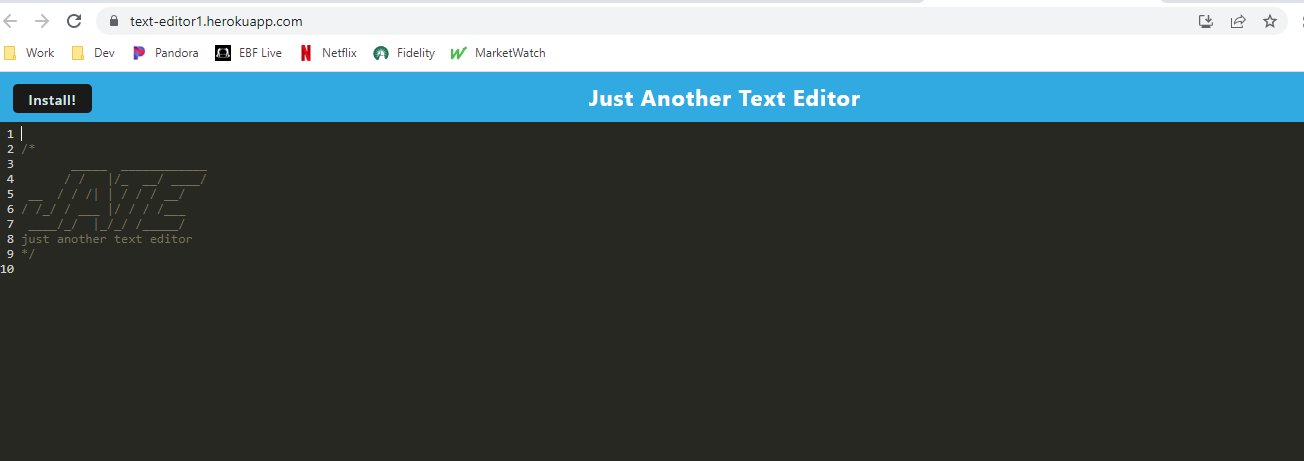 text-editor1.herokuapp.com
Work Dev Pandora EBF Live Netflix Fidelity MarketWatch
Install! Just Another Text Editor
1
2 /*
3        _____  ____________
4       / /   |/_  __/ ____/
5  __  / / /| | / / / __/
6 / /_/ / ___ |/ / / /___
7  ____/_/  |_/_/ /_____/
8 just another text editor
9 */
10